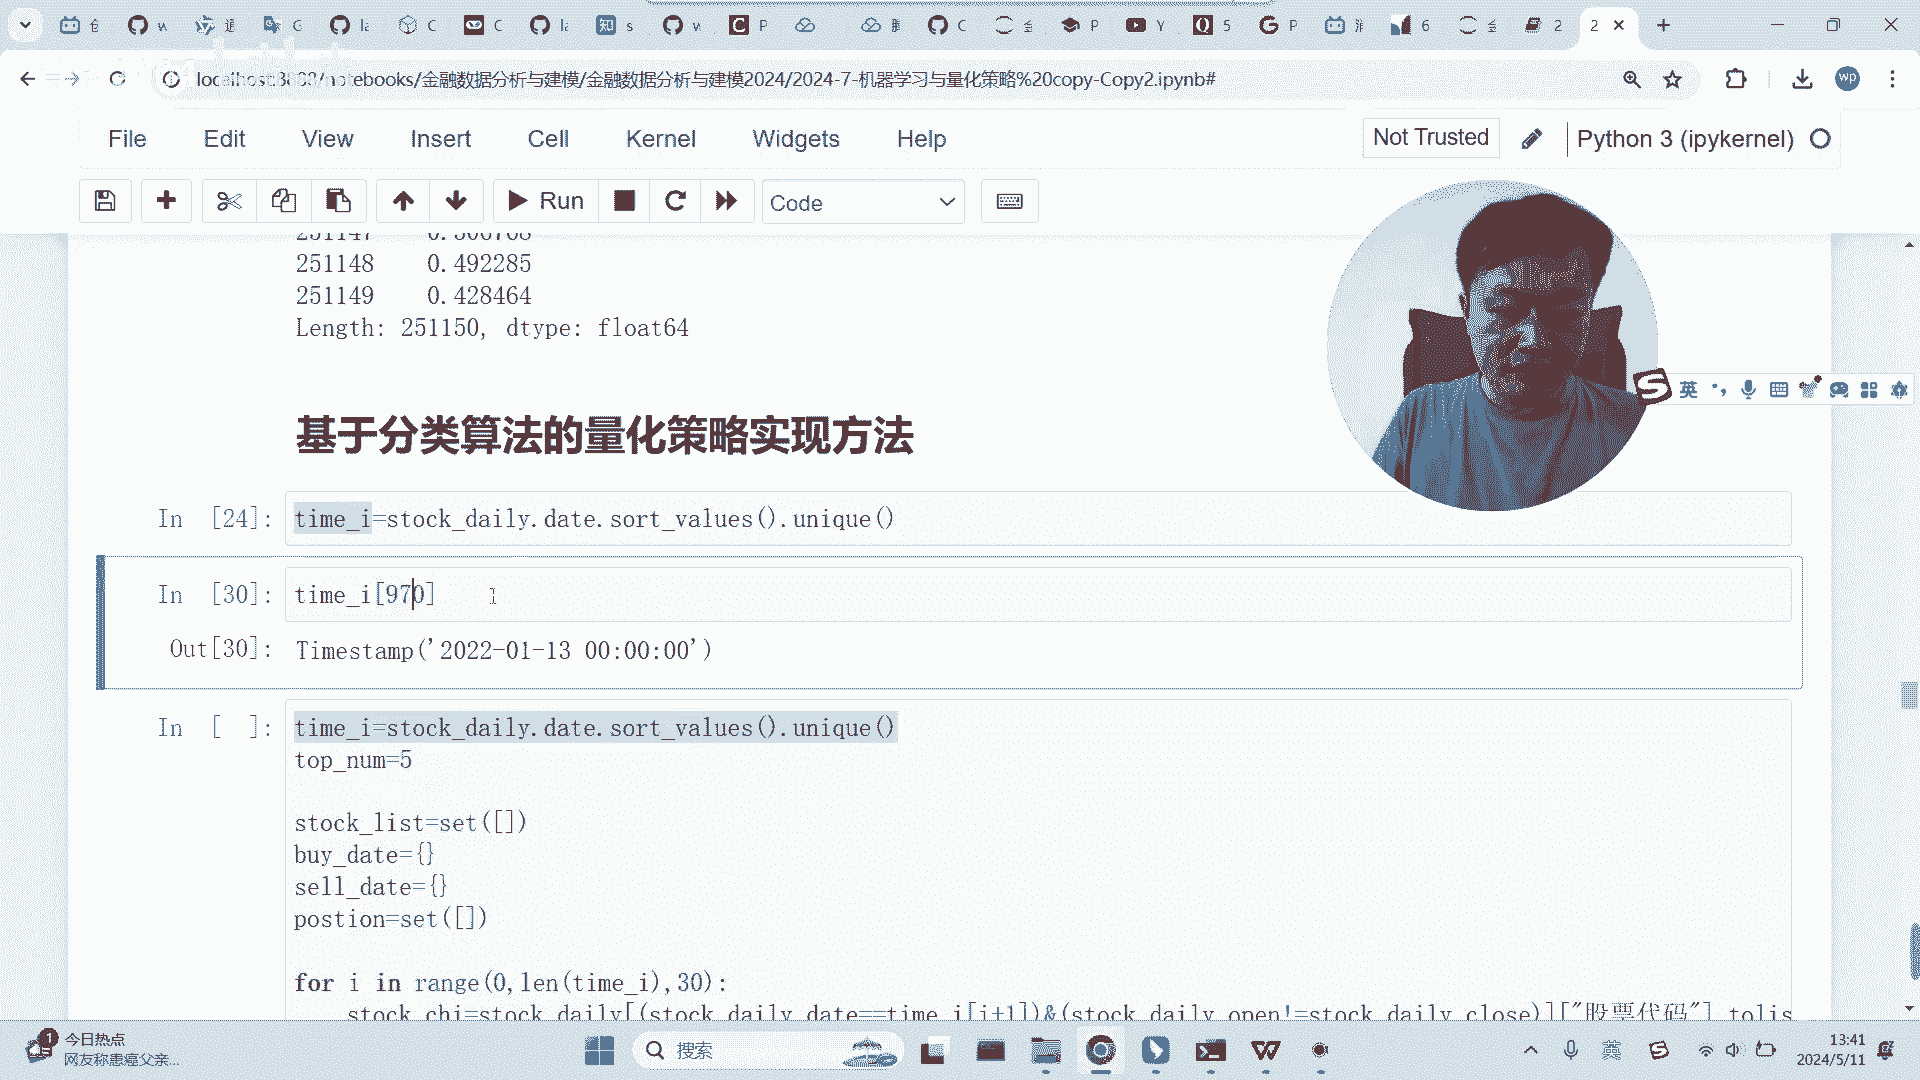 localhost:8888/notebooks/金融数据分析与建模/金融数据分析与建模2024/2024-7-机器学习与量化策略%20copy-Copy2.ipynb#
File Edit View Insert Cell Kernel Widgets Help
Not Trusted
Python 3 (ipykernel)
Run
Code
251148 0.492285
251149 0.428464
Length: 251150, dtype: float64
基于分类算法的量化策略实现方法
In [24]: time_i=stock_daily.date.sort_values().unique()
In [30]: time_i[970]
Out[30]: Timestamp('2022-01-13 00:00:00')
In [ ]: time_i=stock_daily.date.sort_values().unique()
top_num=5
stock_list=set([])
buy_date={}
sell_date={}
postion=set([])
for i in range(0,len(time_i),30):
stock_chi=stock_daily[(stock_daily.date==time_i[i+1])&(stock_daily.open!=stock_daily.close)]["股票代码"].tolis
英
今日热点
网友称患癌父亲...
搜索
英
13:41
2024/5/11